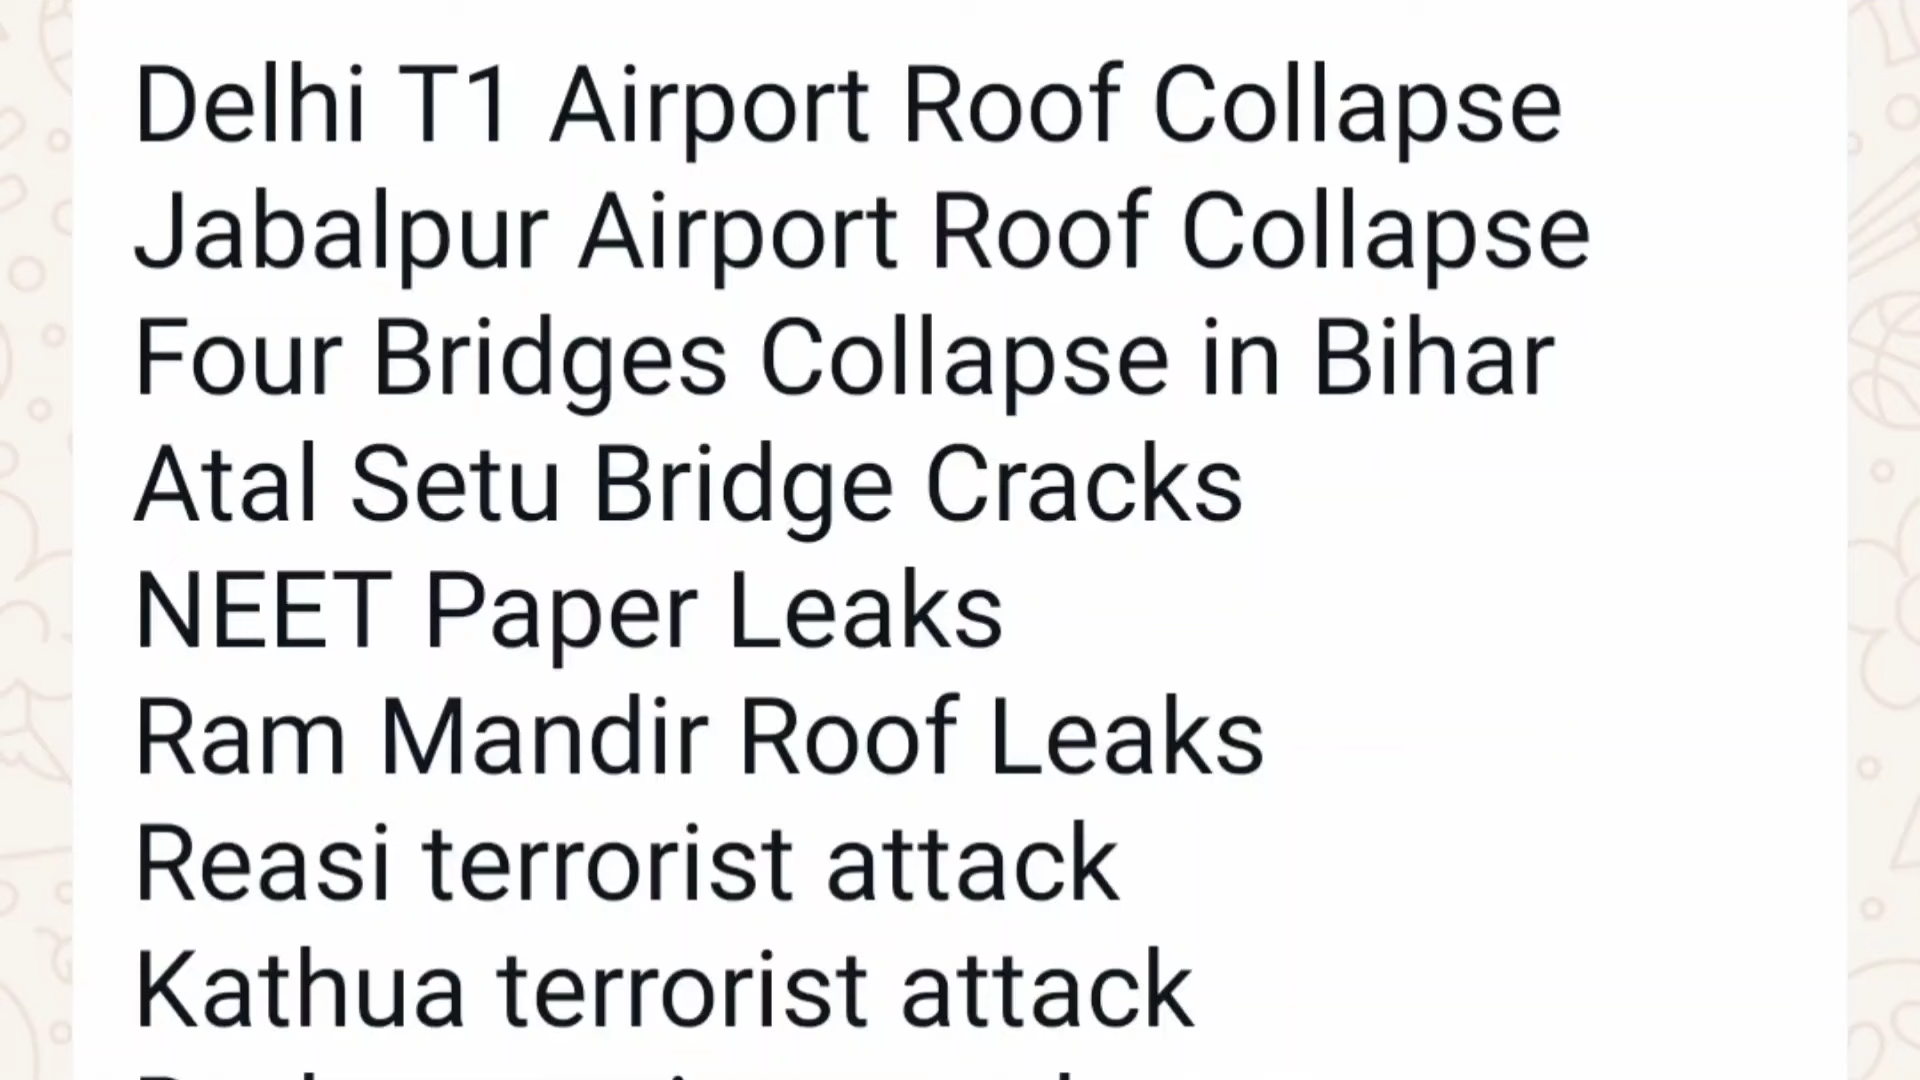 Delhi T1 Airport Roof Collapse
Jabalpur Airport Roof Collapse
Four Bridges Collapse in Bihar
Atal Setu Bridge Cracks
NEET Paper Leaks
Ram Mandir Roof Leaks
Reasi terrorist attack
Kathua terrorist attack